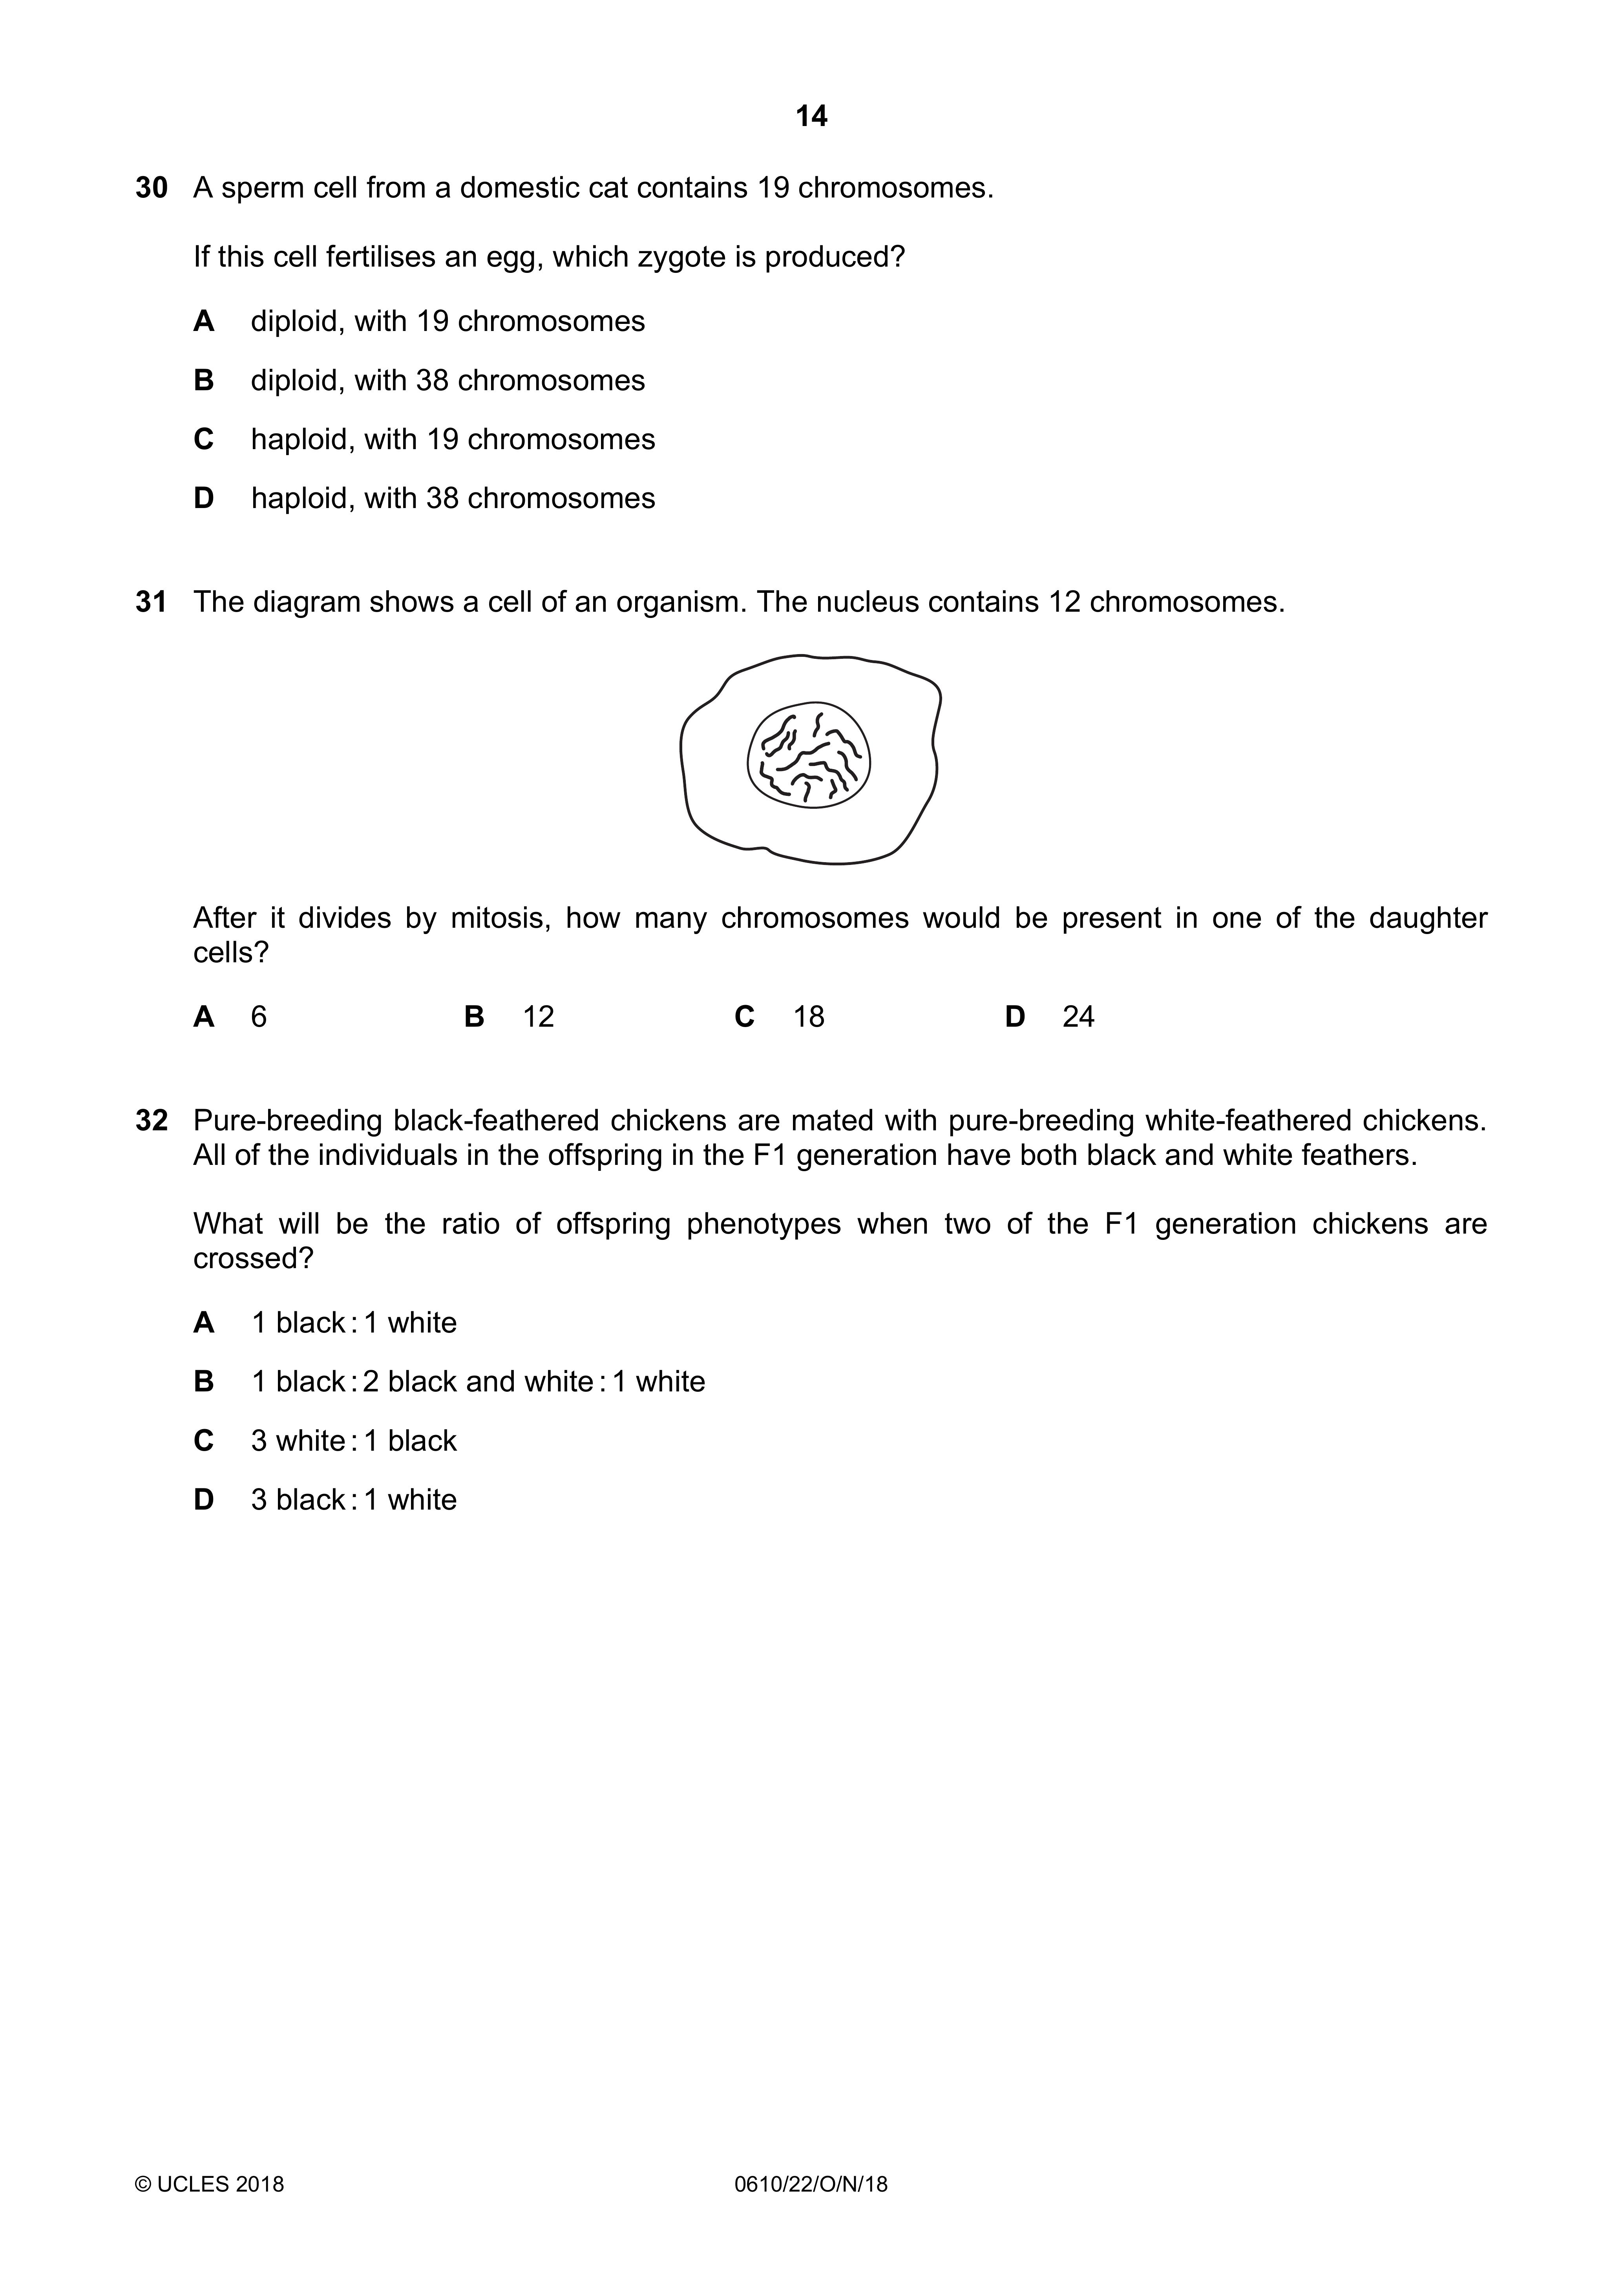 14
30 A sperm cell from a domestic cat contains 19 chromosomes.
If this cell fertilises an egg, which zygote is produced?
A diploid, with 19 chromosomes
B diploid, with 38 chromosomes
C haploid, with 19 chromosomes
D haploid, with 38 chromosomes
31 The diagram shows a cell of an organism. The nucleus contains 12 chromosomes.
After it divides by mitosis, how many chromosomes would be present in one of the daughter
cells?
A 6 B 12 C 18 D 24
32 Pure-breeding black-feathered chickens are mated with pure-breeding white-feathered chickens.
All of the individuals in the offspring in the F1 generation have both black and white feathers.
What will be the ratio of offspring phenotypes when two of the F1 generation chickens are
crossed?
A 1 black : 1 white
B 1 black : 2 black and white : 1 white
C 3 white : 1 black
D 3 black : 1 white
© UCLES 2018 0610/22/O/N/18